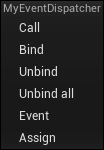 MyEventDispatcher
Call
Bind
Unbind
Unbind all
Event
Assign